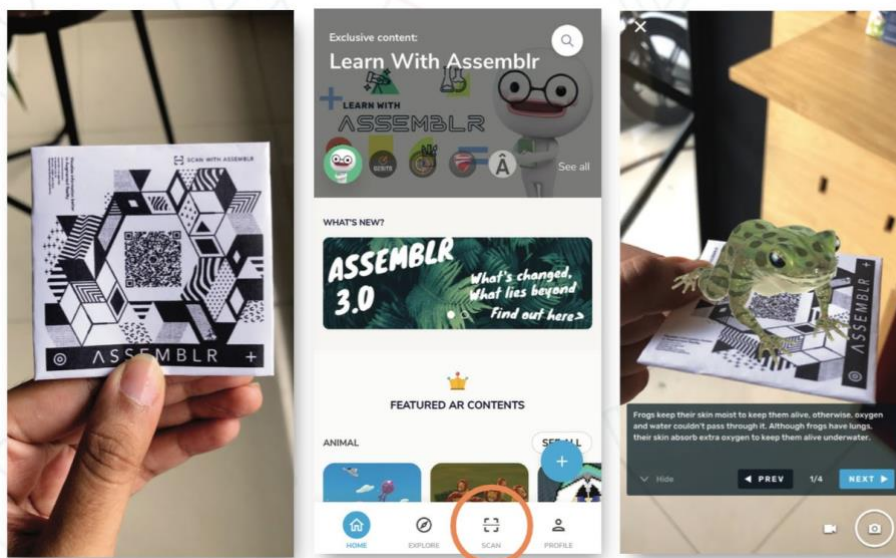 SCAN WITH ASSEMBLR
ASSEMBLR
Exclusive content:
Learn With Assemblr
LEARN WITH
ASSEMBLR
See all
WHAT'S NEW?
ASSEMBLR
3.0
What's changed,
What lies beyond
Find out here>
FEATURED AR CONTENTS
ANIMAL
SEE ALL
HOME
EXPLORE
SCAN
PROFILE
ASSEMBLR
Frogs keep their skin moist to keep them alive, otherwise, oxygen
and water couldn't pass through it. Although frogs have lungs,
their skin absorb extra oxygen to keep them alive underwater.
Hide
PREV
1/4
NEXT